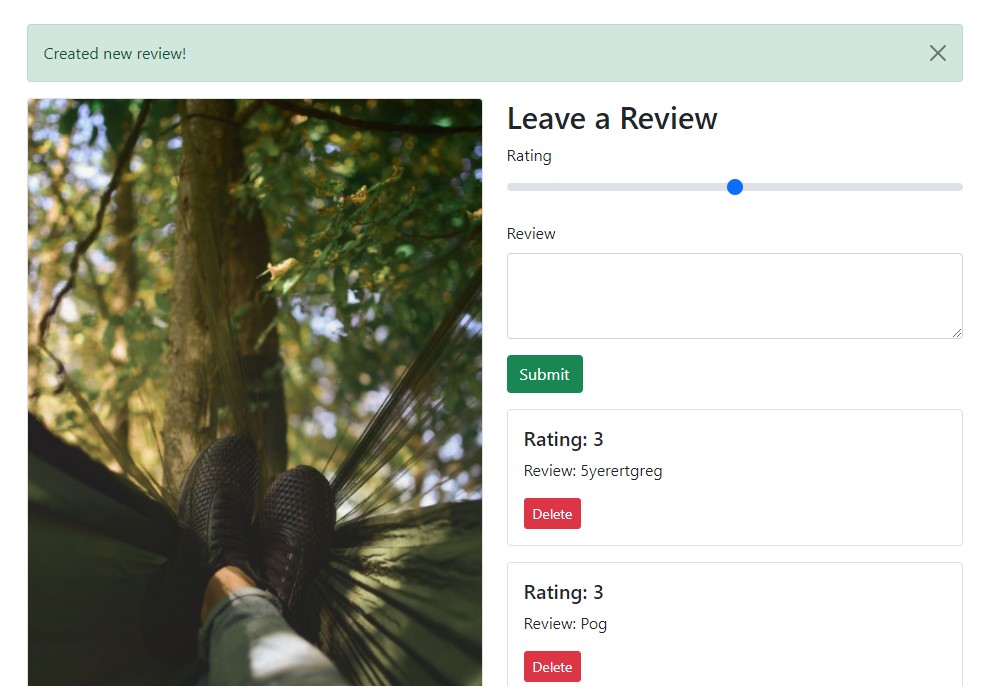 Created new review!
Leave a Review
Rating
Review
Submit
Rating: 3
Review: 5yerertgreg
Delete
Rating: 3
Review: Pog
Delete